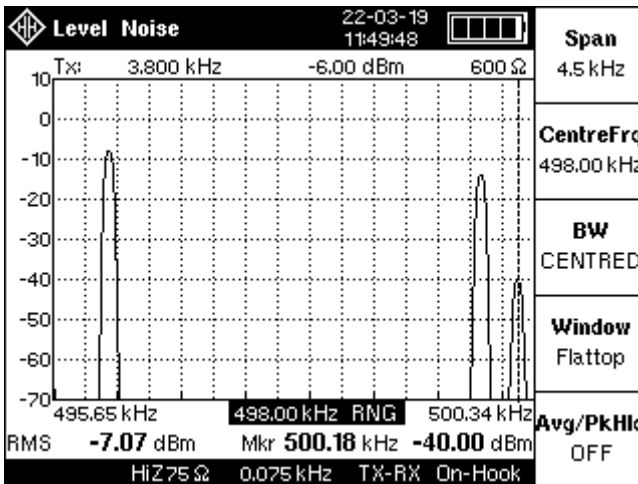 Level Noise
22-03-19
11:49:48
Span
4.5 kHz
Tx: 3.800 kHz -6.00 dBm 600 Ω
CentreFrq
498.00 kHz
BW
CENTRED
Window
Flattop
Avg/PkHld
OFF
10
0
-10
-20
-30
-40
-50
-60
-70
495.65 kHz 498.00 kHz RNG 500.34 kHz
RMS -7.07 dBm Mkr 500.18 kHz -40.00 dBm
HiZ75 Ω 0.075 kHz TX-RX On-Hook